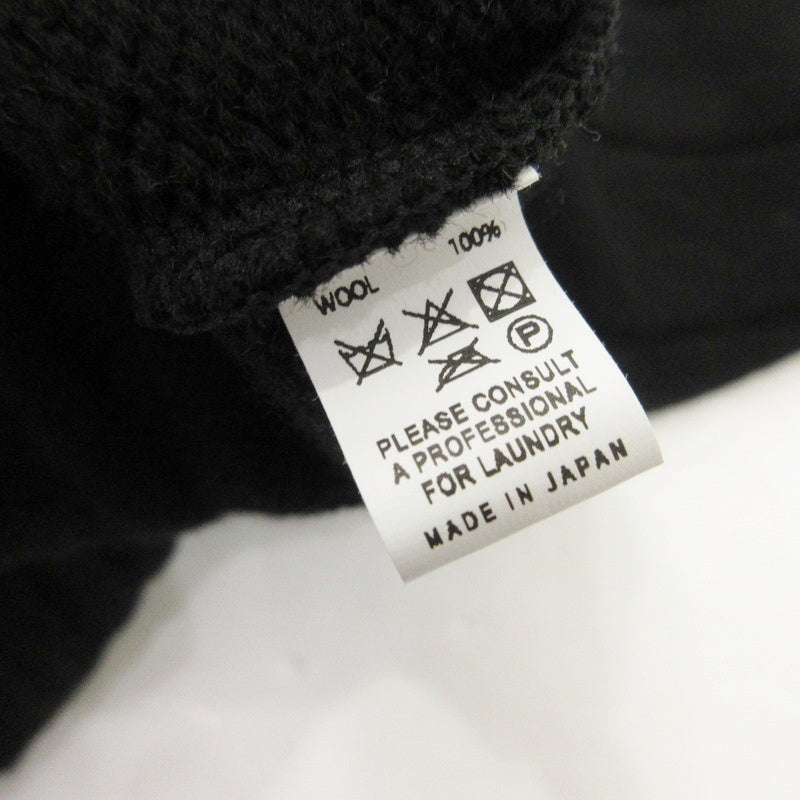 WOOL 100%
P
PLEASE CONSULT
A PROFESSIONAL
FOR LAUNDRY
MADE IN JAPAN